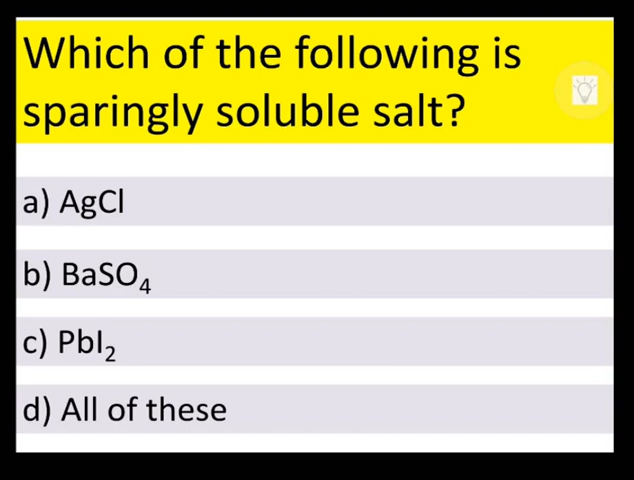 Which of the following is
sparingly soluble salt?
a) AgCl
b) BaSO₄
c) PbI₂
d) All of these